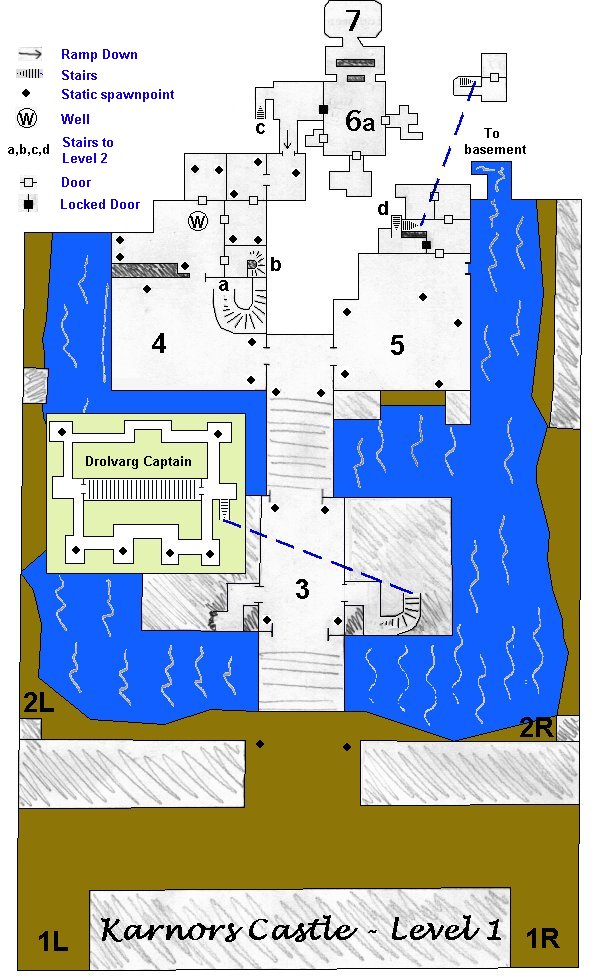 7
Ramp Down
Stairs
Static spawnpoint
W
Well
a,b,c,d
Stairs to
Level 2
Door
Locked Door
c
6a
To
basement
d
W
b
a
4
5
Drolvarg Captain
3
2L
2R
1L
Karnors Castle - Level 1
1R